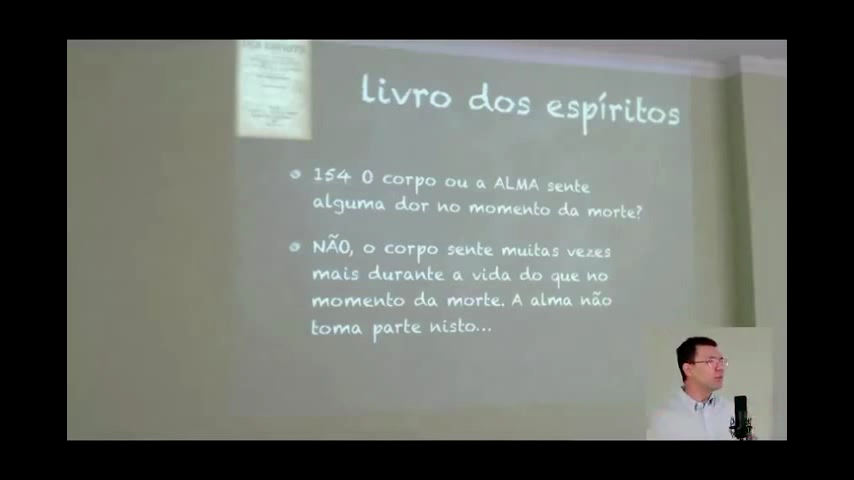 livro dos espíritos
154 O corpo ou a ALMA sente
alguma dor no momento da morte?
NÃO, o corpo sente muitas vezes
mais durante a vida do que no
momento da morte. A alma não
toma parte nisto...